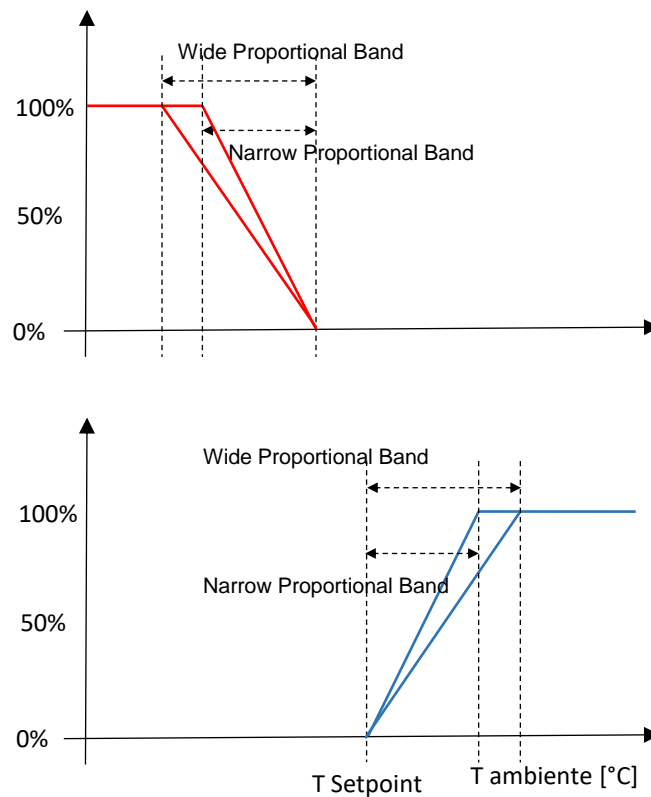 Wide Proportional Band
100%
Narrow Proportional Band
50%
0%
Wide Proportional Band
100%
Narrow Proportional Band
50%
0%
T Setpoint
T ambiente [°C]